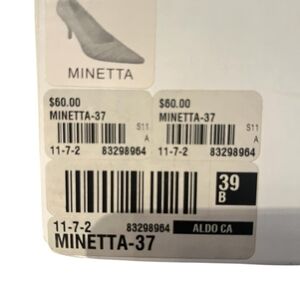 MINETTA
$60.00
MINETTA-37
S11
A
11-7-2 83298964
$60.00
MINETTA-37
S11
A
11-7-2 83298964
39
B
11-7-2 83298964 ALDO CA
MINETTA-37